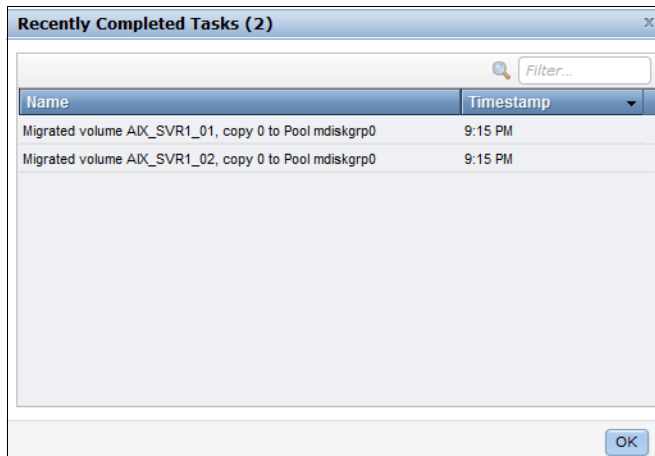 Recently Completed Tasks (2)
x
Filter...
Name Timestamp
Migrated volume AIX_SVR1_01, copy 0 to Pool mdiskgrp0 9:15 PM
Migrated volume AIX_SVR1_02, copy 0 to Pool mdiskgrp0 9:15 PM
OK